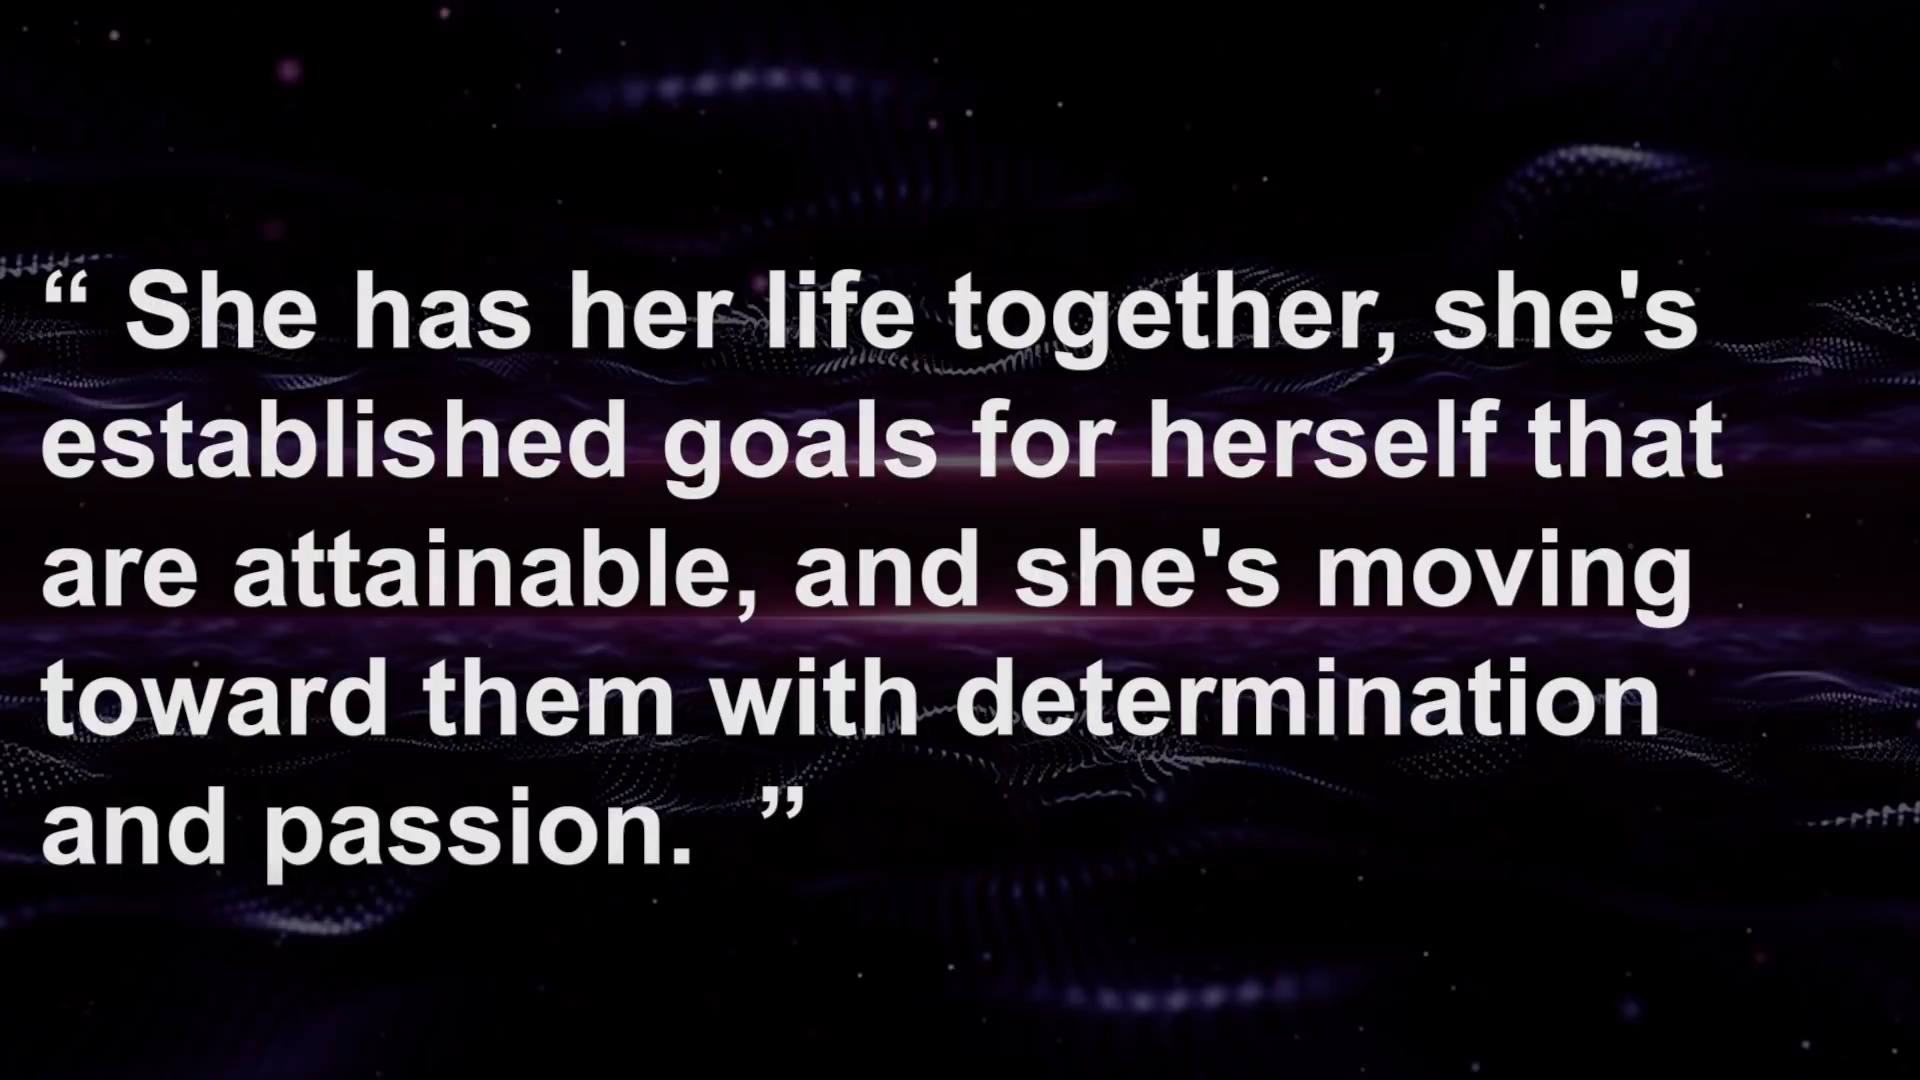 “ She has her life together, she's
established goals for herself that
are attainable, and she's moving
toward them with determination
and passion. ”